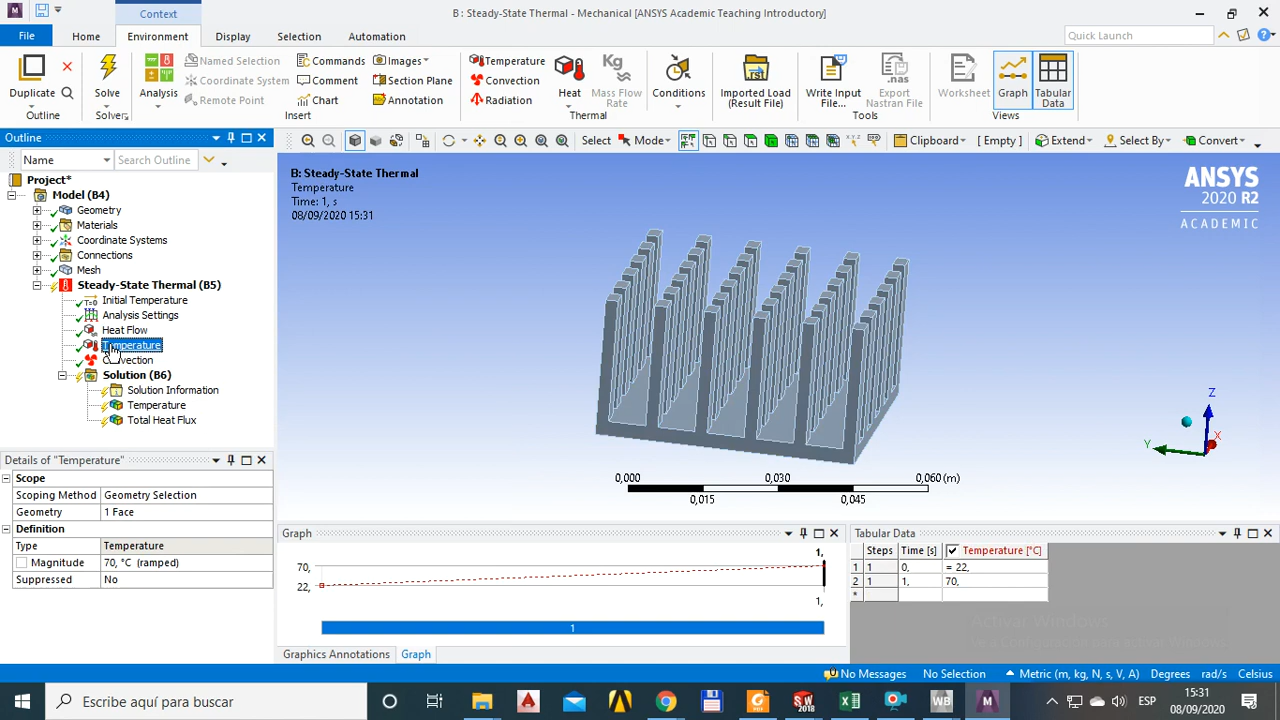 Context
B : Steady-State Thermal - Mechanical [ANSYS Academic Teaching Introductory]
File
Home
Environment
Display
Selection
Automation
Quick Launch
Duplicate
Outline
Solve
Solvers
Analysis
Named Selection
Coordinate System
Remote Point
Commands
Comment
Chart
Images
Section Plane
Annotation
Insert
Temperature
Convection
Radiation
Heat
Mass Flow
Rate
Thermal
Conditions
Imported Load
(Result File)
Write Input
File...
Export
Nastran File
Tools
Worksheet
Graph
Tabular
Data
Views
Outline
Name
Search Outline
Select
Mode
Clipboard
[ Empty ]
Extend
Select By
Convert
Project*
Model (B4)
Geometry
Materials
Coordinate Systems
Connections
Mesh
Steady-State Thermal (B5)
Initial Temperature
Analysis Settings
Heat Flow
Temperature
Convection
Solution (B6)
Solution Information
Temperature
Total Heat Flux
B: Steady-State Thermal
Temperature
Time: 1, s
08/09/2020 15:31
ANSYS
2020 R2
ACADEMIC
Z
Y
X
0,000
0,030
0,060 (m)
0,015
0,045
Details of "Temperature"
Scope
Scoping Method Geometry Selection
Geometry 1 Face
Definition
Type Temperature
Magnitude 70, °C (ramped)
Suppressed No
Graph
1,
70,
22,
1,
1
Graphics Annotations
Graph
Tabular Data
Steps Time [s] Temperature [°C]
1 1 0, = 22,
2 1 1, 70,
*
Activar Windows
Ve a Configuración para activar Windows.
No Messages
No Selection
Metric (m, kg, N, s, V, A)
Degrees
rad/s
Celsius
Escribe aquí para buscar
ESP
15:31
08/09/2020